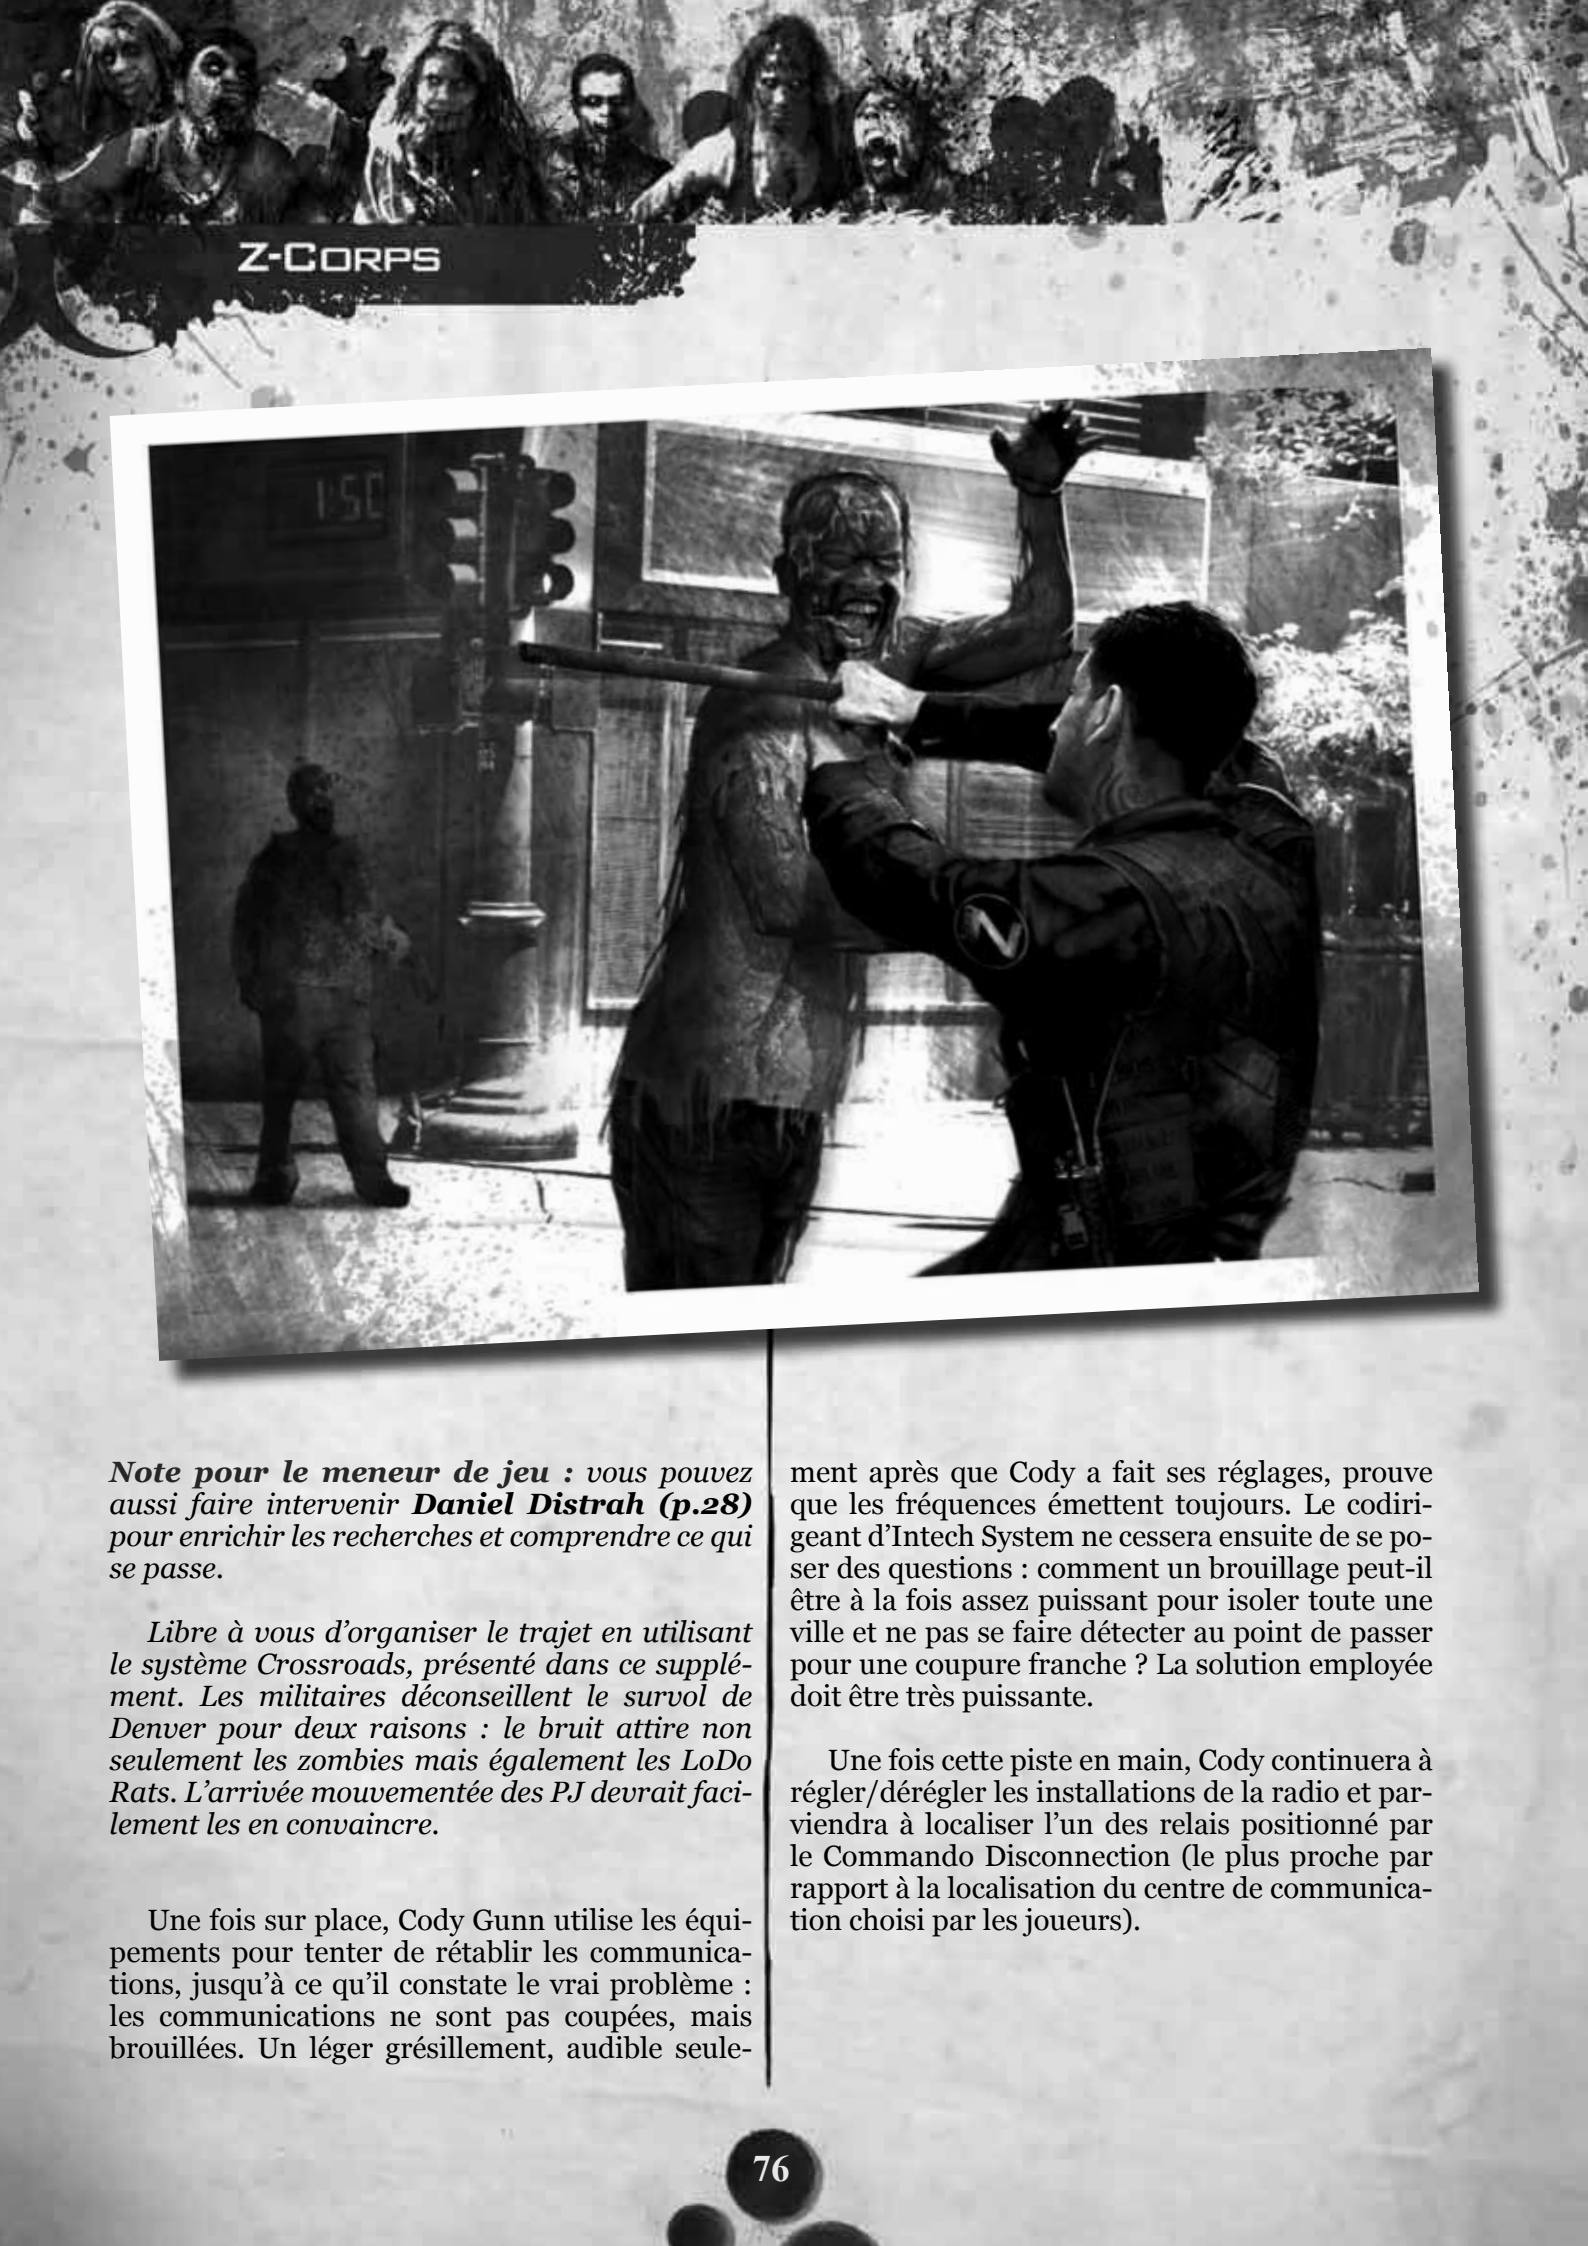 Z-CORPS
1:50
Note pour le meneur de jeu : vous pouvez
aussi faire intervenir Daniel Distrah (p.28)
pour enrichir les recherches et comprendre ce qui
se passe.
Libre à vous d’organiser le trajet en utilisant
le système Crossroads, présenté dans ce supplé-
ment. Les militaires déconseillent le survol de
Denver pour deux raisons : le bruit attire non
seulement les zombies mais également les LoDo
Rats. L’arrivée mouvementée des PJ devrait faci-
lement les en convaincre.
Une fois sur place, Cody Gunn utilise les équi-
pements pour tenter de rétablir les communica-
tions, jusqu’à ce qu’il constate le vrai problème :
les communications ne sont pas coupées, mais
brouillées. Un léger grésillement, audible seule-
ment après que Cody a fait ses réglages, prouve
que les fréquences émettent toujours. Le codiri-
geant d’Intech System ne cessera ensuite de se po-
ser des questions : comment un brouillage peut-il
être à la fois assez puissant pour isoler toute une
ville et ne pas se faire détecter au point de passer
pour une coupure franche ? La solution employée
doit être très puissante.
Une fois cette piste en main, Cody continuera à
régler/dérégler les installations de la radio et par-
viendra à localiser l’un des relais positionné par
le Commando Disconnection (le plus proche par
rapport à la localisation du centre de communica-
tion choisi par les joueurs).
76